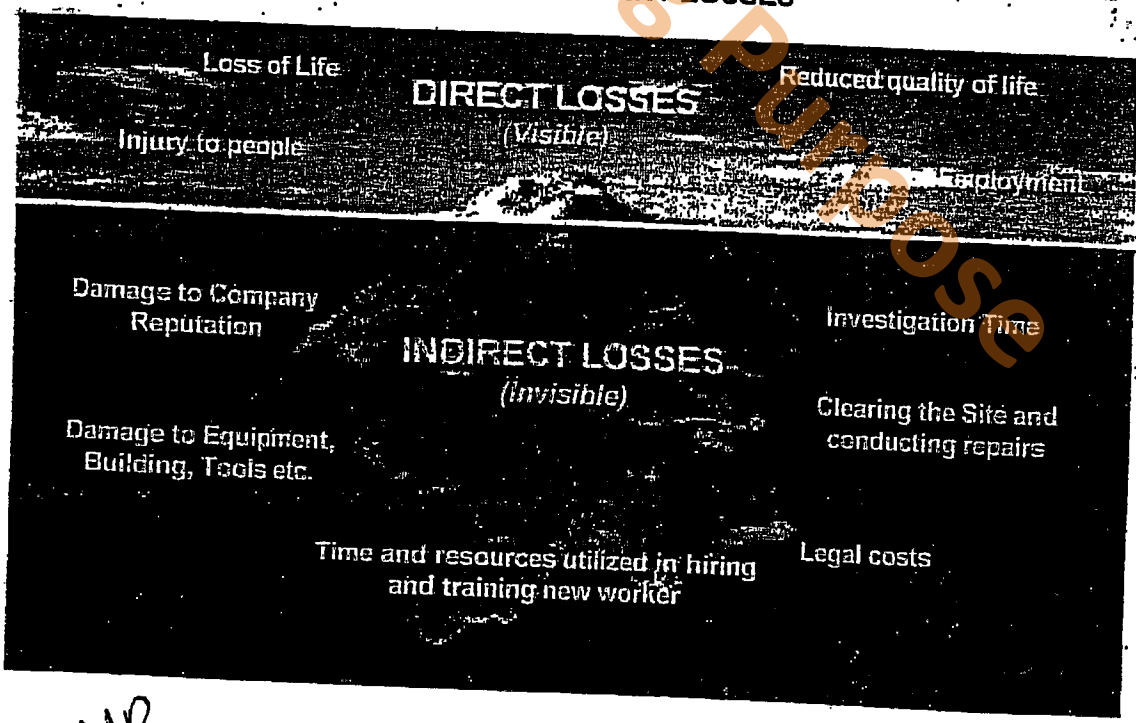 LOSSES
Loss of Life
DIRECT LOSSES
(Visible)
Reduced quality of life
Injury to people
Employment
Damage to Company
Reputation
INDIRECT LOSSES
(Invisible)
Investigation Time
Damage to Equipment,
Building, Tools etc.
Clearing the Site and
conducting repairs
Time and resources utilized in hiring
and training new worker
Legal costs
Purpose